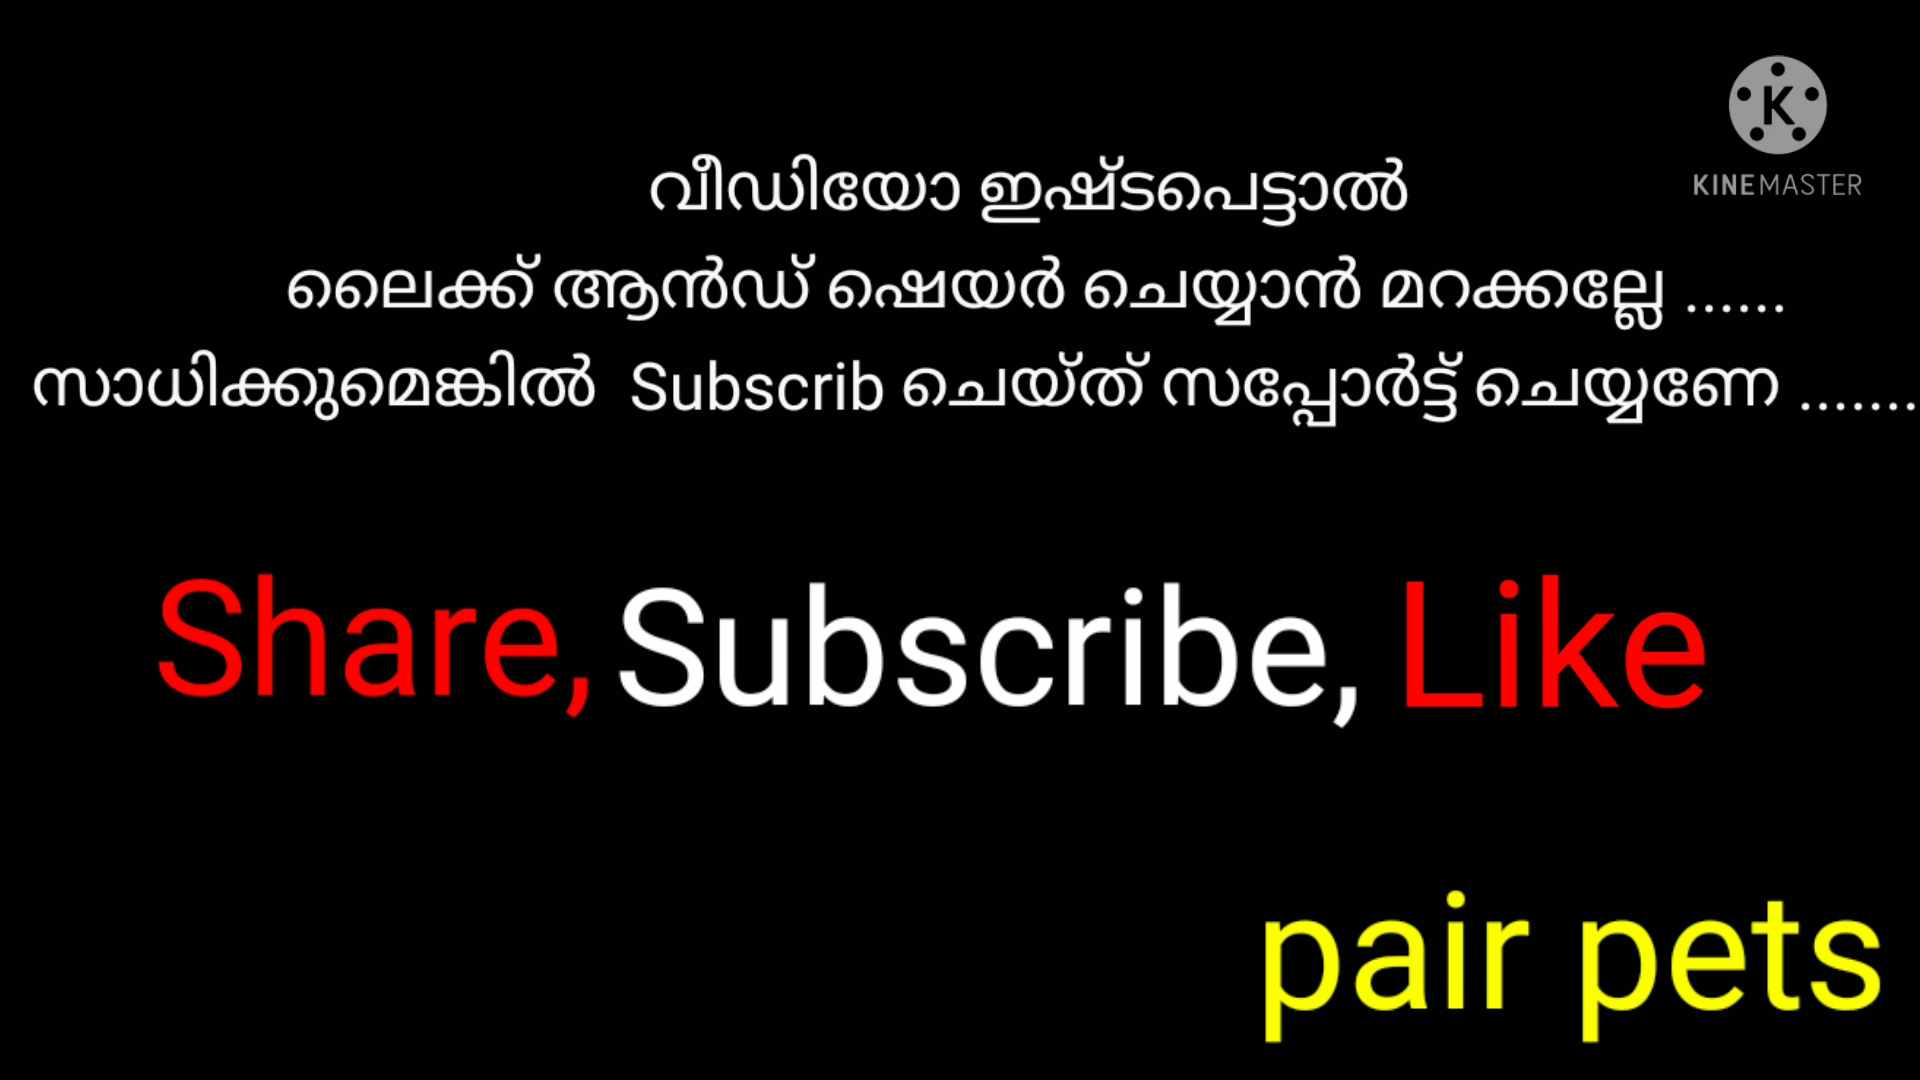 K
KINEMASTER
വീഡിയോ ഇഷ്ടപെട്ടാൽ
ലൈക്ക് ആൻഡ് ഷെയർ ചെയ്യാൻ മറക്കല്ലേ ......
സാധിക്കുമെങ്കിൽ Subscrib ചെയ്ത് സപ്പോർട്ട് ചെയ്യണേ .......
Share, Subscribe, Like
pair pets